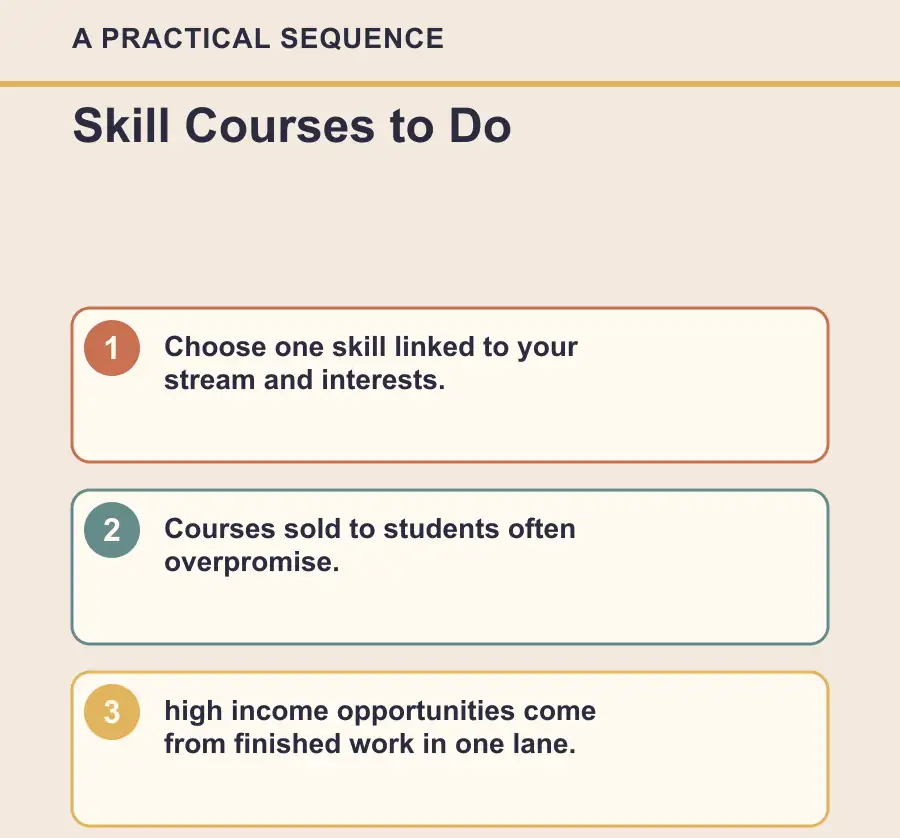 A PRACTICAL SEQUENCE
Skill Courses to Do
1
Choose one skill linked to your
stream and interests.
2
Courses sold to students often
overpromise.
3
high income opportunities come
from finished work in one lane.